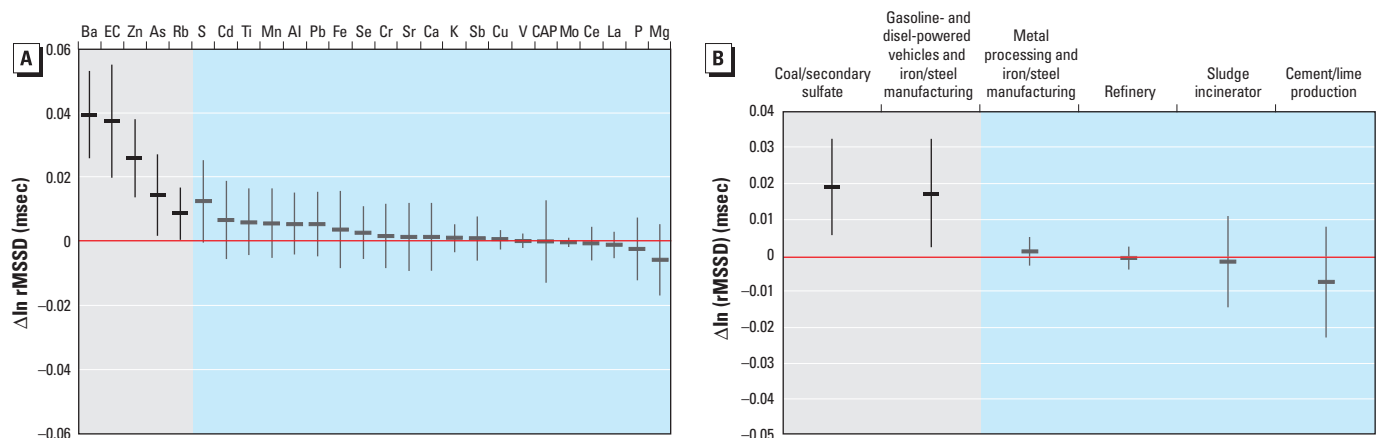 A
Ba EC Zn As Rb S Cd Ti Mn Al Pb Fe Se Cr Sr Ca K Sb Cu V CAP Mo Ce La P Mg
0.06
0.04
0.02
0
–0.02
–0.04
–0.06
Δln rMSSD (msec)
B
Coal/secondary
sulfate
Gasoline- and
disel-powered
vehicles and
iron/steel
manufacturing
Metal
processing and
iron/steel
manufacturing
Refinery
Sludge
incinerator
Cement/lime
production
0.04
0.03
0.02
0.01
0
–0.01
–0.02
–0.03
–0.04
–0.05
Δln (rMSSD) (msec)